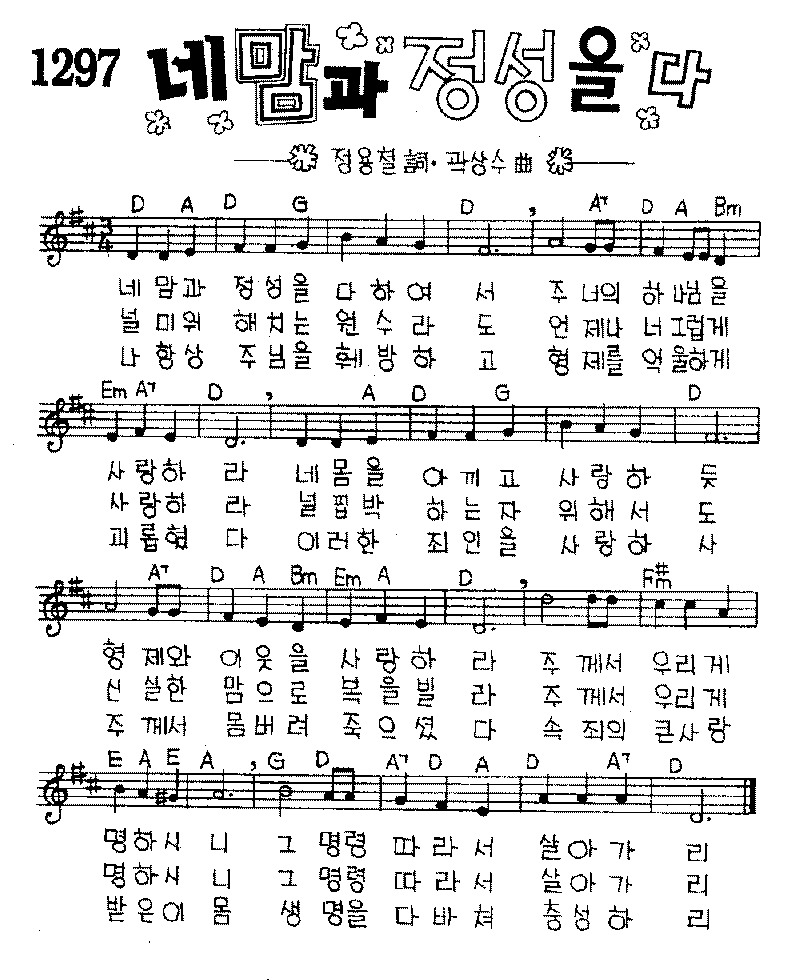 1297 네 맘과 정성을 다
정용철 詞· 곽상수 曲
D A D G D A7 D A Bm
네 맘과 정성을 다하여 서 주 너의 하나님을
널 미워 해치는 원수라 도 언 제나 너그럽게
나 항상 주님을 훼방하 고 형 제를 억울하게
Em A7 D A D G D
사랑하 라 네몸을 아끼고 사랑하 듯
사랑하 라 널핍박 하는자 위해서 도
괴롭혔 다 이러한 죄인을 사랑하 사
A7 D A Bm Em A D F#m
형 제와 이웃을 사랑하 라 주 께서 우리게
신 실한 맘으로 복을빌 라 주 께서 우리게
주 께서 몸버려 죽으셨 다 속 죄의 큰사랑
E A E A G D A7 D A D A7 D
명하시 니 그 명령 따라서 살아가 리
명하시 니 그 명령 따라서 살아가 리
받은이 몸 생 명을 다바쳐 충성하 리